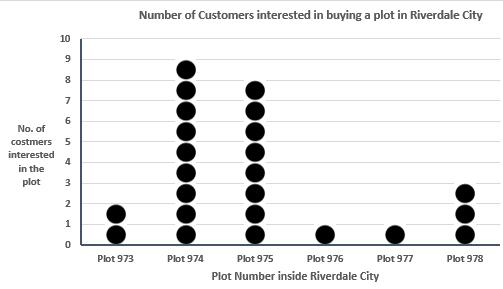 Number of Customers interested in buying a plot in Riverdale City
10
9
8
7
6
5
4
3
2
1
0
No. of
costmers
interested
in the
plot
Plot 973 Plot 974 Plot 975 Plot 976 Plot 977 Plot 978
Plot Number inside Riverdale City